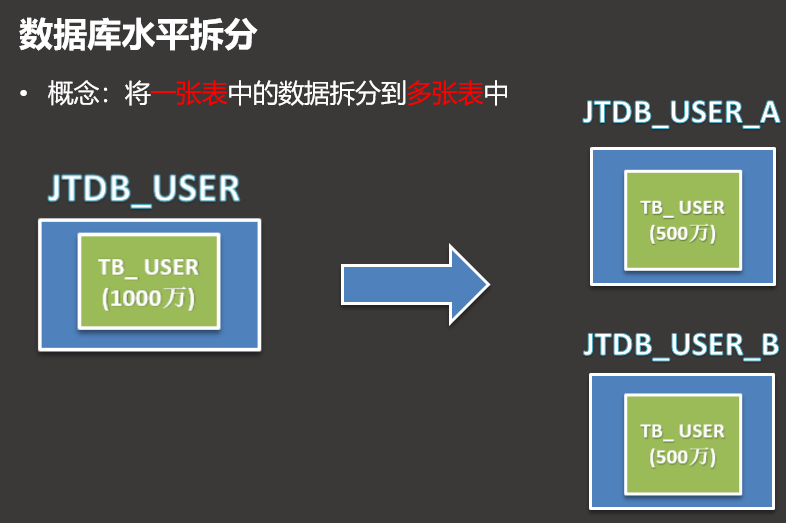 数据库水平拆分
• 概念：将一张表中的数据拆分到多张表中
JTDB_USER
TB_ USER
(1000万)
JTDB_USER_A
TB_ USER
(500万)
JTDB_USER_B
TB_ USER
(500万)